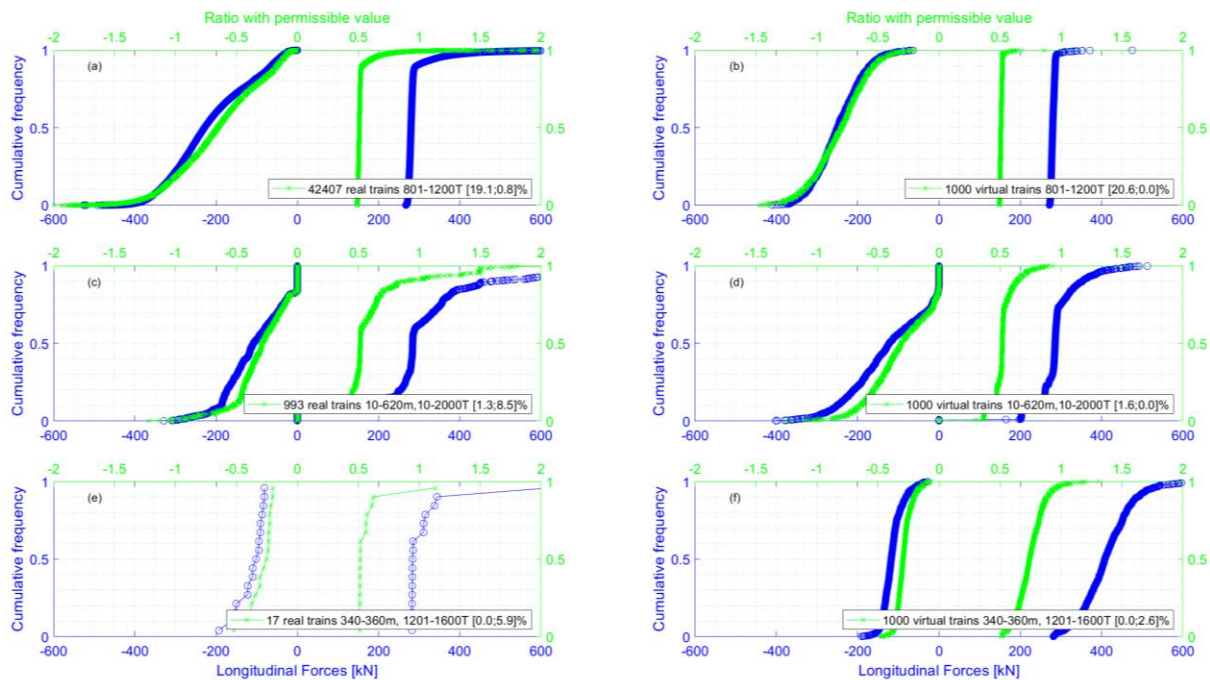 Ratio with permissible value
-2 -1.5 -1 -0.5 0 0.5 1 1.5 2
Cumulative frequency
1
0.5
0
(a)
42407 real trains 801-1200T [19.1;0.8]%
1
0.5
0
-600 -400 -200 0 200 400 600
Ratio with permissible value
-2 -1.5 -1 -0.5 0 0.5 1 1.5 2
Cumulative frequency
1
0.5
0
(b)
1000 virtual trains 801-1200T [20.6;0.0]%
1
0.5
0
-600 -400 -200 0 200 400 600
-2 -1.5 -1 -0.5 0 0.5 1 1.5 2
Cumulative frequency
1
0.5
0
(c)
993 real trains 10-620m,10-2000T [1.3;8.5]%
1
0.5
0
-600 -400 -200 0 200 400 600
-2 -1.5 -1 -0.5 0 0.5 1 1.5 2
Cumulative frequency
1
0.5
0
(d)
1000 virtual trains 10-620m,10-2000T [1.6;0.0]%
1
0.5
0
-600 -400 -200 0 200 400 600
-2 -1.5 -1 -0.5 0 0.5 1 1.5 2
Cumulative frequency
1
0.5
0
(e)
17 real trains 340-360m, 1201-1600T [0.0;5.9]%
1
0.5
0
-600 -400 -200 0 200 400 600
Longitudinal Forces [kN]
-2 -1.5 -1 -0.5 0 0.5 1 1.5 2
Cumulative frequency
1
0.5
0
(f)
1000 virtual trains 340-360m, 1201-1600T [0.0;2.6]%
1
0.5
0
-600 -400 -200 0 200 400 600
Longitudinal Forces [kN]